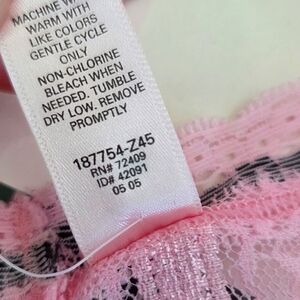 MACHINE W
WARM WITH
LIKE COLORS
GENTLE CYCLE
ONLY
NON-CHLORINE
BLEACH WHEN
NEEDED. TUMBLE
DRY LOW. REMOVE
PROMPTLY
187754-Z45
RN# 72409
ID# 42091
05 05